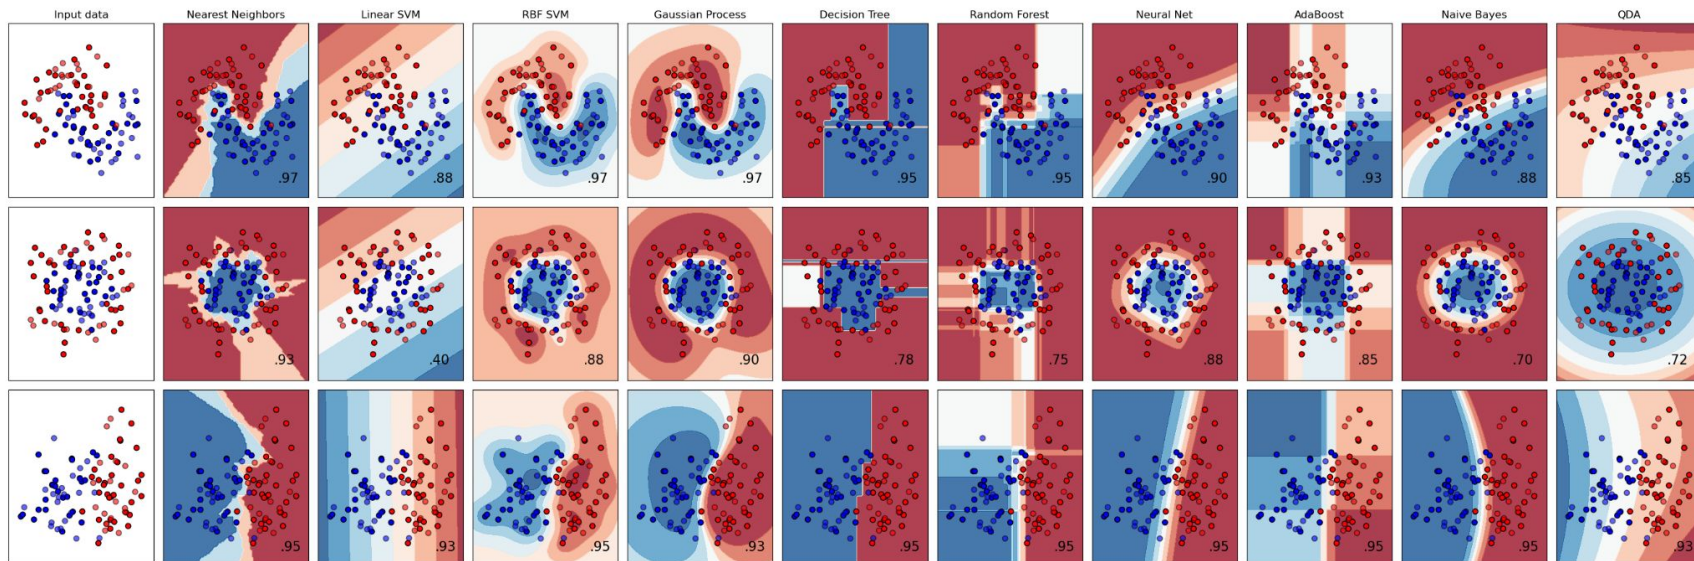 Input data Nearest Neighbors Linear SVM RBF SVM Gaussian Process Decision Tree Random Forest Neural Net AdaBoost Naive Bayes QDA
.97 .88 .97 .97 .95 .95 .90 .93 .88 .85
.93 .40 .88 .90 .78 .75 .88 .85 .70 .72
.95 .93 .95 .93 .95 .95 .95 .95 .95 .93